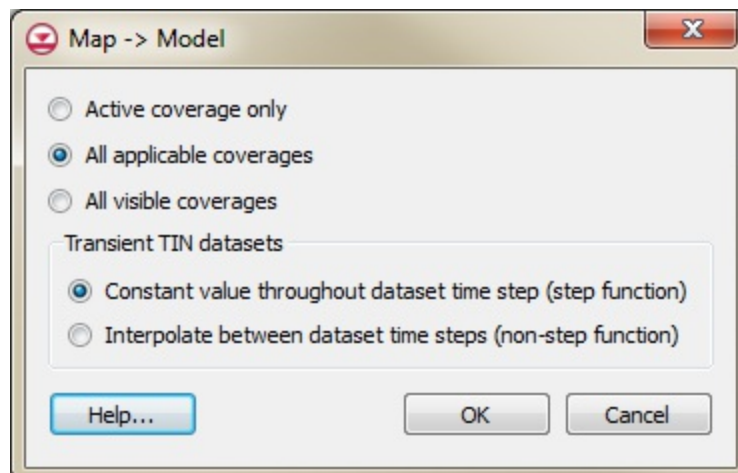 Map -> Model
Active coverage only
All applicable coverages
All visible coverages
Transient TIN datasets
Constant value throughout dataset time step (step function)
Interpolate between dataset time steps (non-step function)
Help... OK Cancel